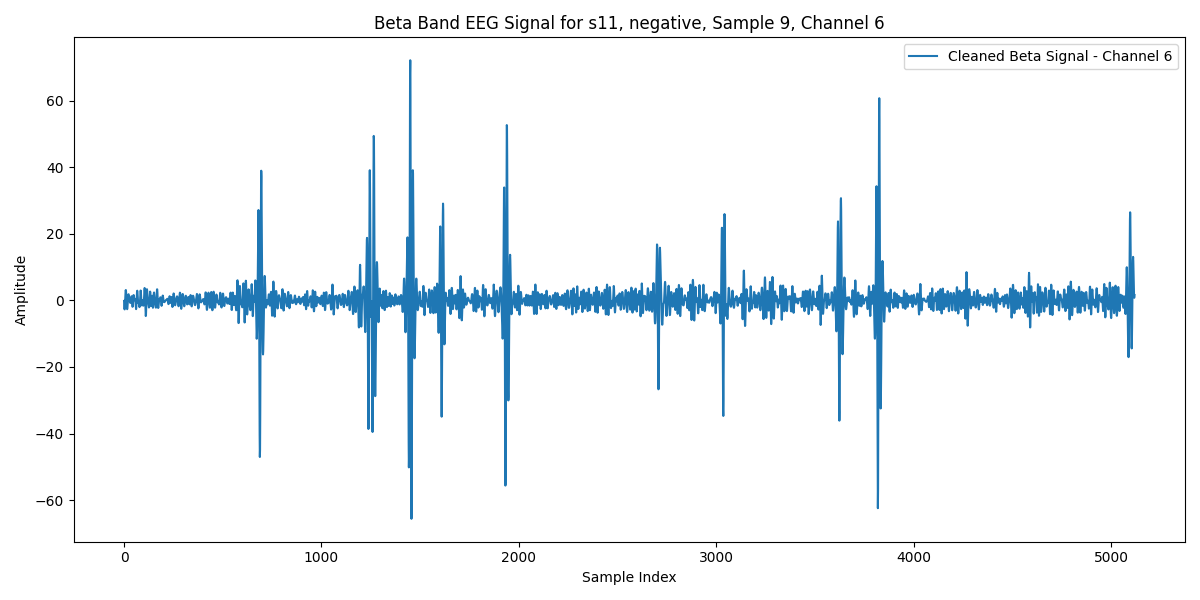 Beta Band EEG Signal for s11, negative, Sample 9, Channel 6
Cleaned Beta Signal - Channel 6
60
40
20
0
−20
−40
−60
Amplitude
0 1000 2000 3000 4000 5000
Sample Index